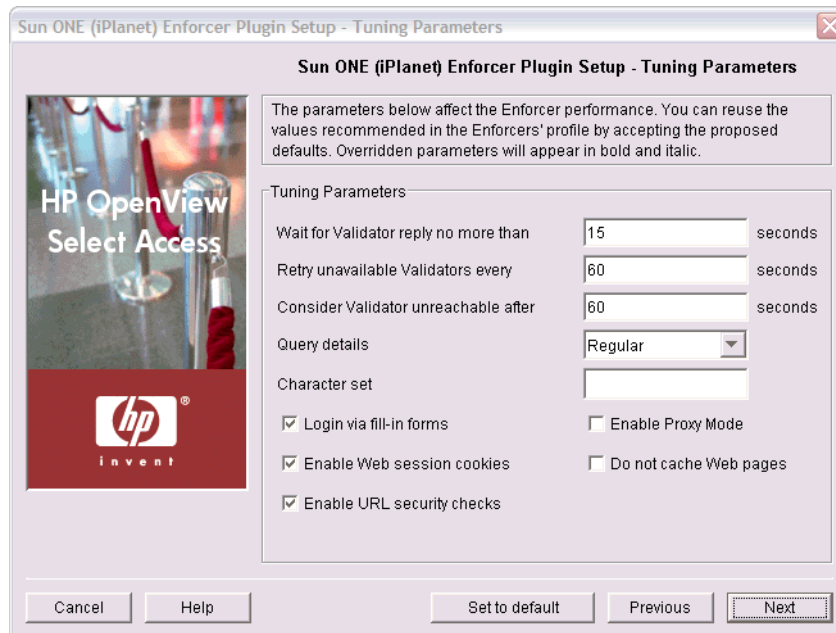 Sun ONE (iPlanet) Enforcer Plugin Setup - Tuning Parameters
Sun ONE (iPlanet) Enforcer Plugin Setup - Tuning Parameters
HP OpenView
Select Access
hp ®
invent
The parameters below affect the Enforcer performance. You can reuse the
values recommended in the Enforcers' profile by accepting the proposed
defaults. Overridden parameters will appear in bold and italic.
Tuning Parameters
Wait for Validator reply no more than 15 seconds
Retry unavailable Validators every 60 seconds
Consider Validator unreachable after 60 seconds
Query details Regular
Character set
Login via fill-in forms Enable Proxy Mode
Enable Web session cookies Do not cache Web pages
Enable URL security checks
Cancel Help Set to default Previous Next